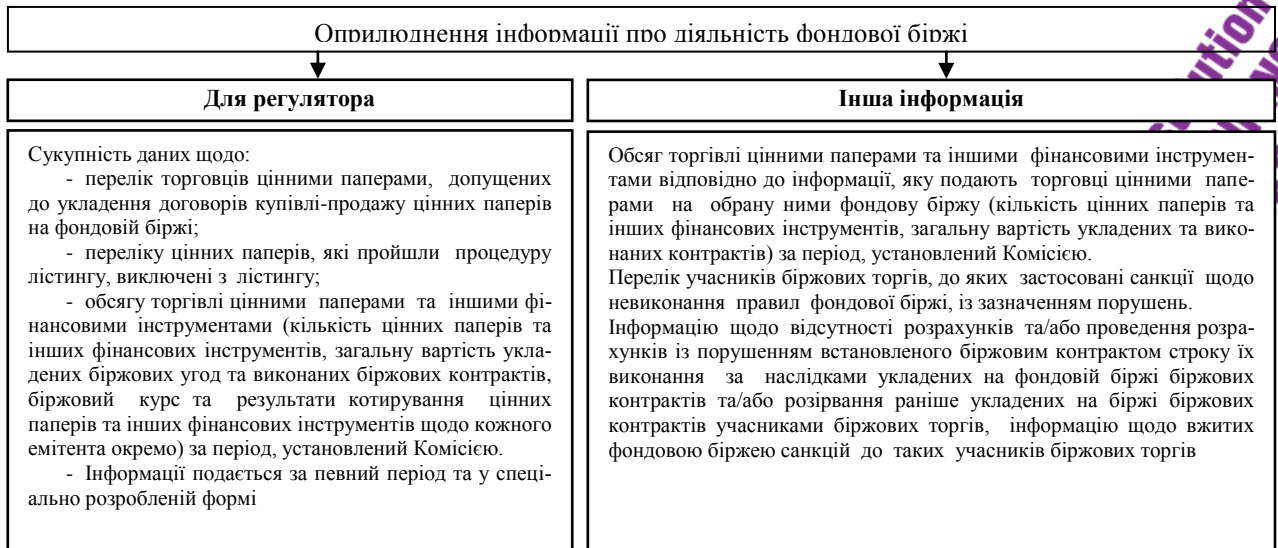 Оприлюднення інформації про діяльність фондової біржі
Для регулятора
Сукупність даних щодо:
- перелік торговців цінними паперами, допущених
до укладення договорів купівлі-продажу цінних паперів
на фондовій біржі;
- переліку цінних паперів, які пройшли процедуру
лістингу, виключені з лістингу;
- обсягу торгівлі цінними паперами та іншими фі-
нансовими інструментами (кількість цінних паперів та
інших фінансових інструментів, загальну вартість укла-
дених біржових угод та виконаних біржових контрактів,
біржовий курс та результати котирування цінних
паперів та інших фінансових інструментів щодо кожного
емітента окремо) за період, установлений Комісією.
- Інформації подається за певний період та у спеці-
ально розробленій формі
Інша інформація
Обсяг торгівлі цінними паперами та іншими фінансовими інструмен-
тами відповідно до інформації, яку подають торговці цінними папе-
рами на обрану ними фондову біржу (кількість цінних паперів та
інших фінансових інструментів, загальну вартість укладених та вико-
наних контрактів) за період, установлений Комісією.
Перелік учасників біржових торгів, до яких застосовані санкції щодо
невиконання правил фондової біржі, із зазначенням порушень.
Інформацію щодо відсутності розрахунків та/або проведення розра-
хунків із порушенням встановленого біржовим контрактом строку їх
виконання за наслідками укладених на фондовій біржі біржових
контрактів та/або розірвання раніше укладених на біржі біржових
контрактів учасниками біржових торгів, інформацію щодо вжитих
фондовою біржею санкцій до таких учасників біржових торгів